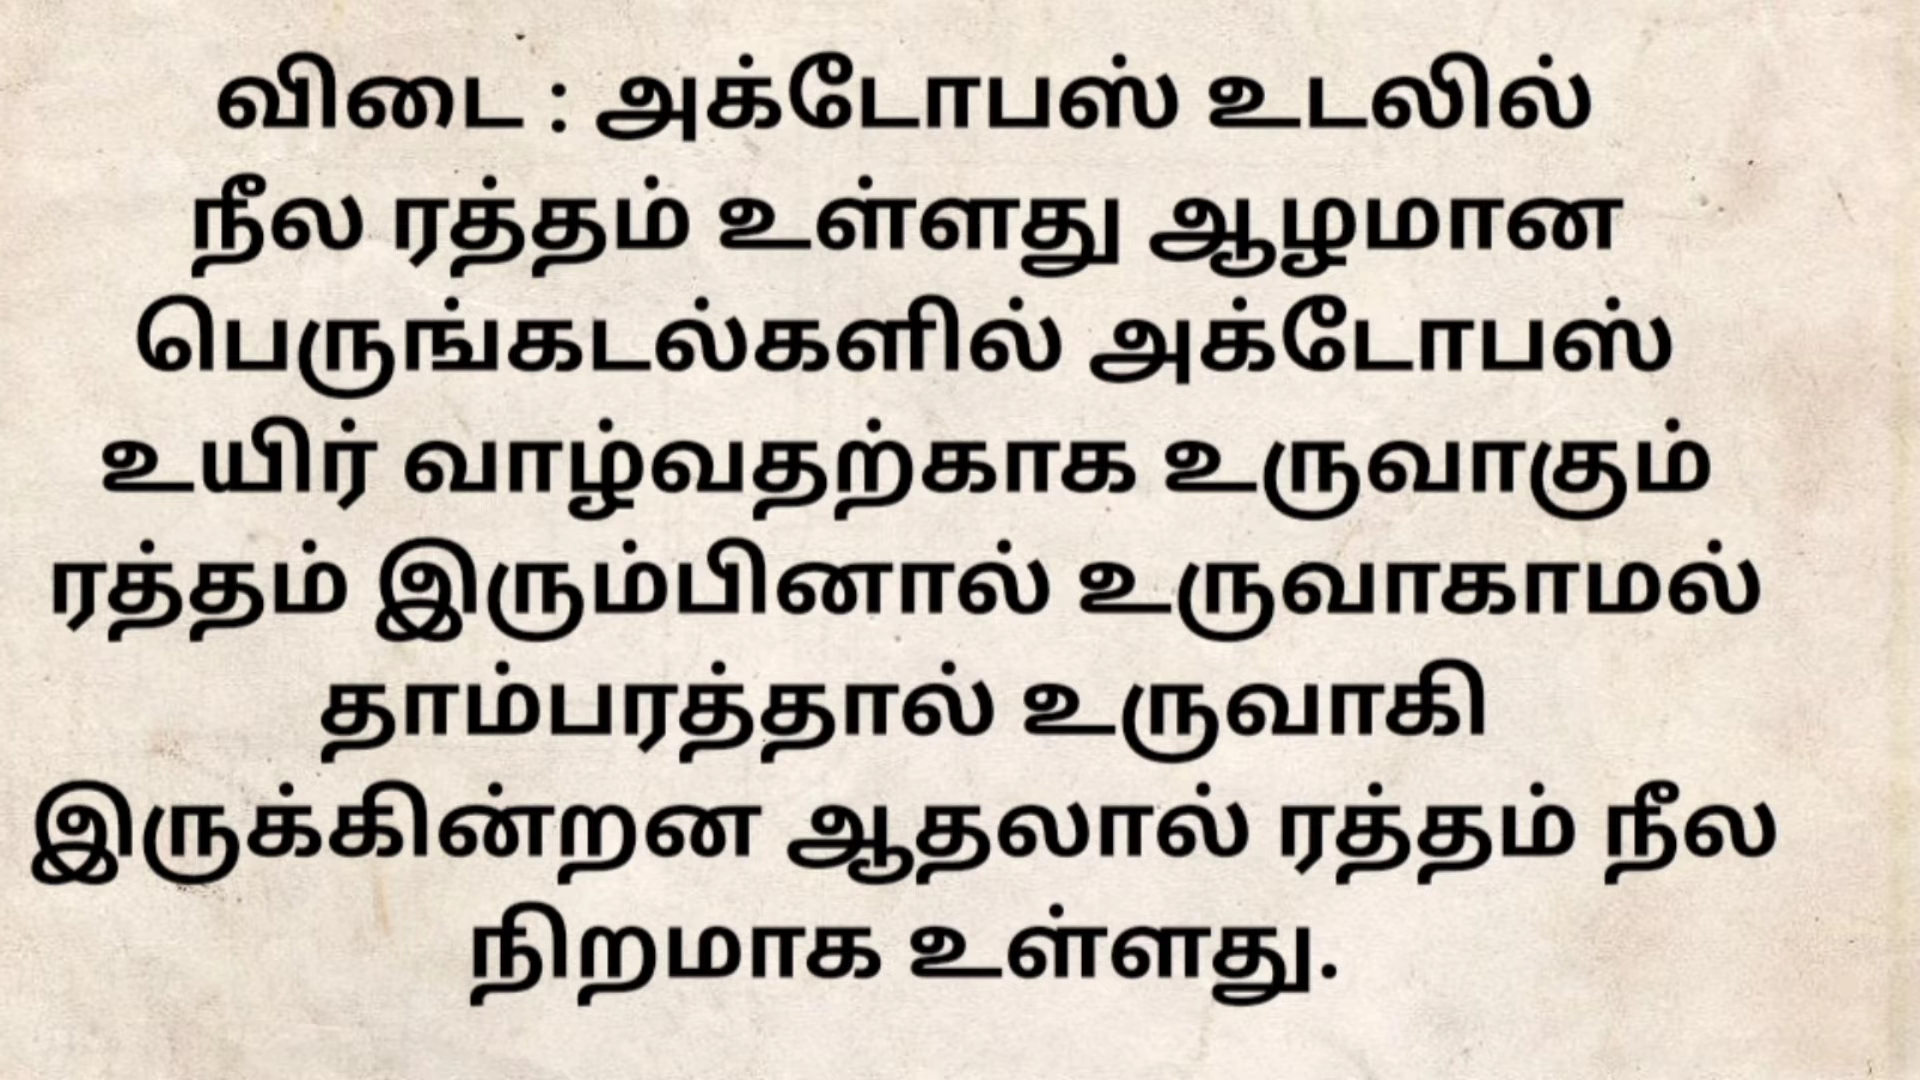 விடை : அக்டோபஸ் உடலில்
நீல ரத்தம் உள்ளது ஆழமான
பெருங்கடல்களில் அக்டோபஸ்
உயிர் வாழ்வதற்காக உருவாகும்
ரத்தம் இரும்பினால் உருவாகாமல்
தாம்பரத்தால் உருவாகி
இருக்கின்றன ஆதலால் ரத்தம் நீல
நிறமாக உள்ளது.